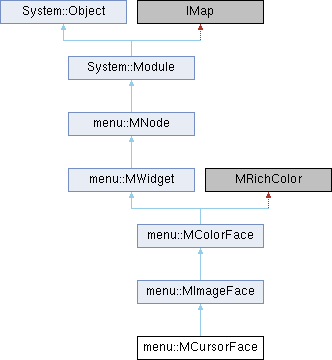 System::Object
IMap
System::Module
menu::MNode
menu::MWidget
MRichColor
menu::MColorFace
menu::MImageFace
menu::MCursorFace